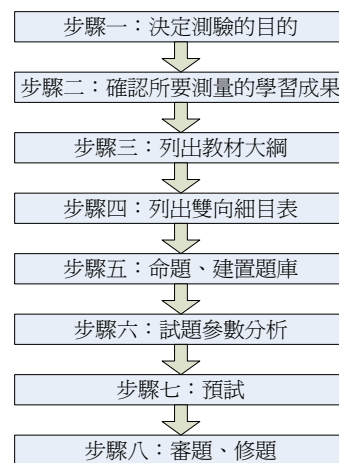 步驟一：決定測驗的目的
步驟二：確認所要測量的學習成果
步驟三：列出教材大綱
步驟四：列出雙向細目表
步驟五：命題、建置題庫
步驟六：試題參數分析
步驟七：預試
步驟八：審題、修題